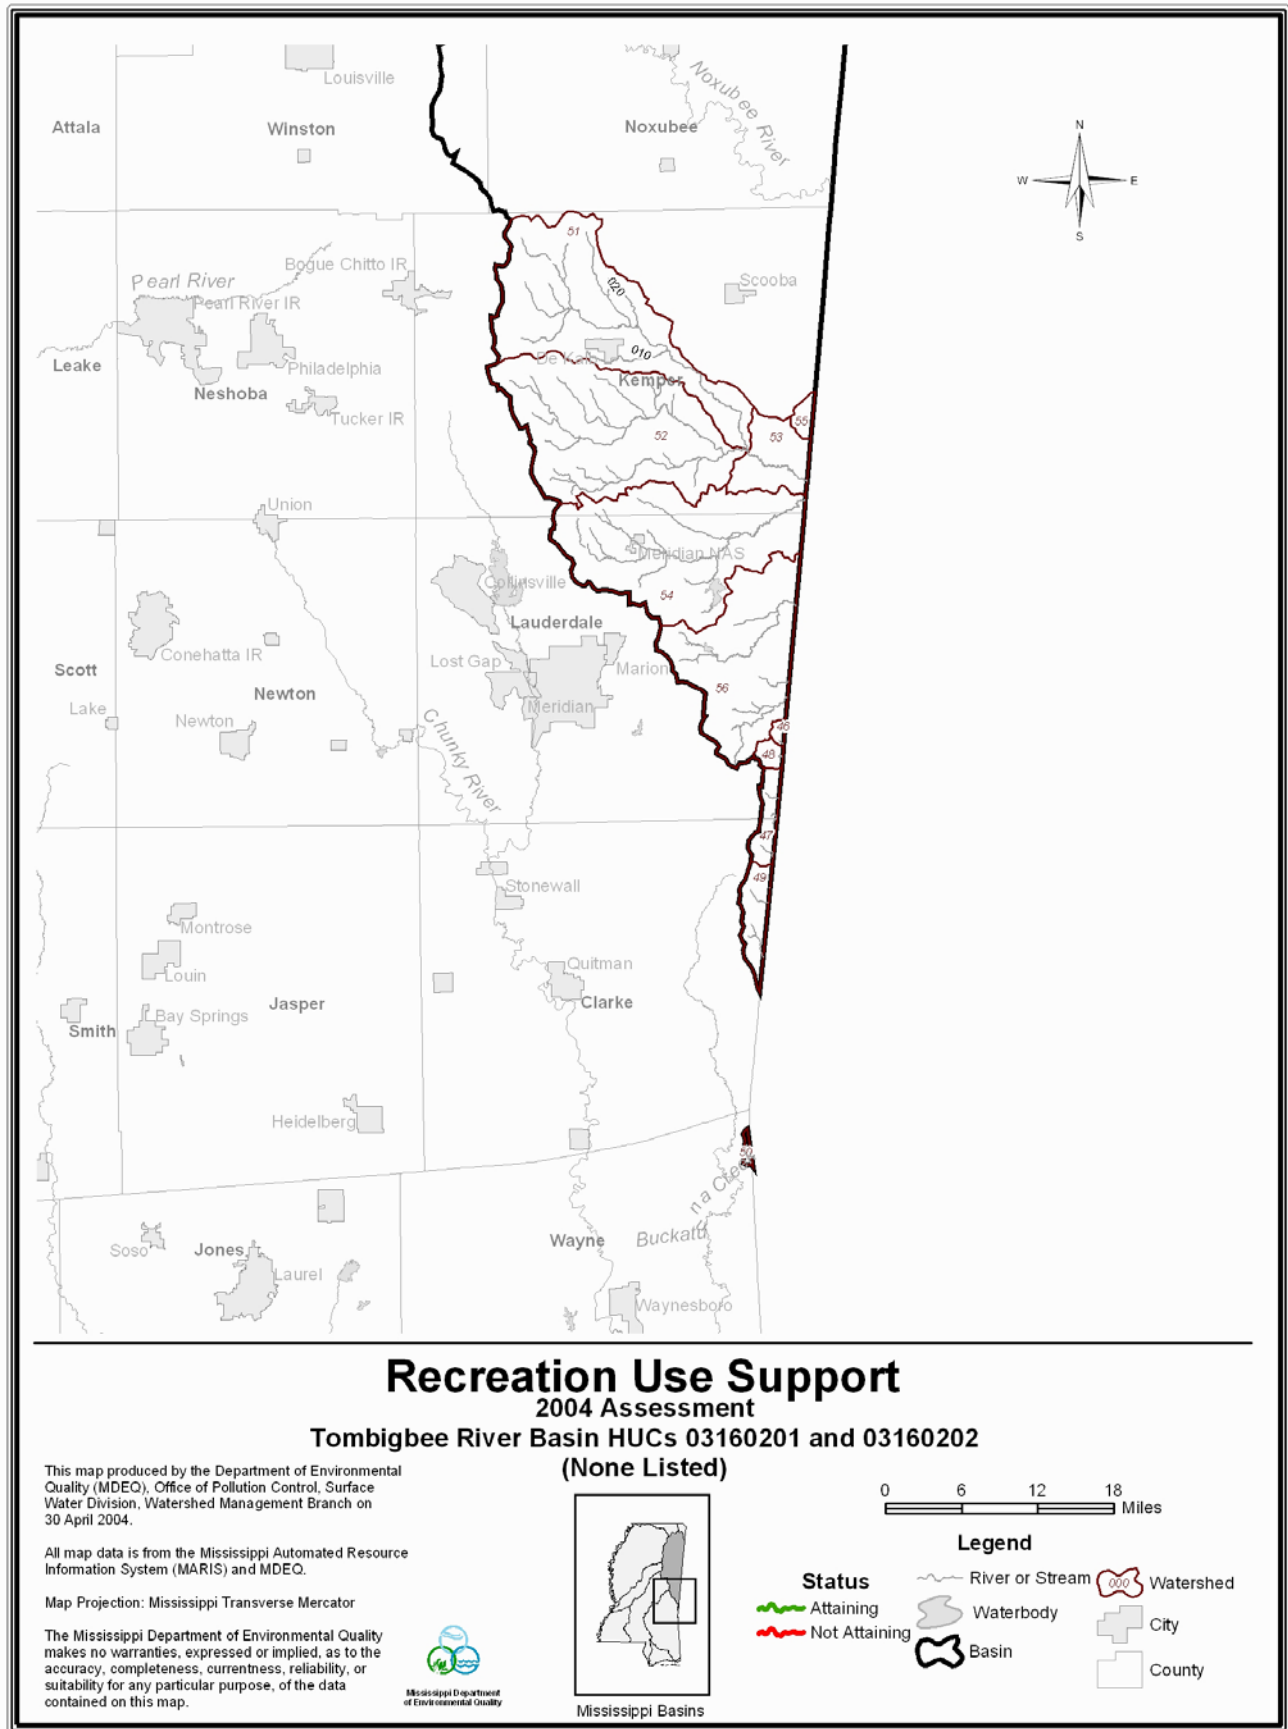 Louisville
Noxubee River
Attala
Winston
Noxubee
N
W
E
S
51
Bogue Chitto IR
Pearl River
020
Scooba
Pearl River IR
010
De Kalb
Leake
Philadelphia
Kemper
Neshoba
Tucker IR
55
52
53
Union
Meridian NAS
Collinsville
54
Lauderdale
Conehatta IR
Lost Gap
Marion
Scott
Newton
56
Lake
Newton
Meridian
46
Chunky River
48
47
49
Stonewall
Montrose
Quitman
Louin
Jasper
Clarke
Bay Springs
Smith
Heidelberg
50
Buckatunna Creek
Wayne
Soso
Jones
Laurel
Waynesboro
Recreation Use Support
2004 Assessment
Tombigbee River Basin HUCs 03160201 and 03160202
(None Listed)
This map produced by the Department of Environmental
Quality (MDEQ), Office of Pollution Control, Surface
Water Division, Watershed Management Branch on
30 April 2004.
All map data is from the Mississippi Automated Resource
Information System (MARIS) and MDEQ.
Map Projection: Mississippi Transverse Mercator
The Mississippi Department of Environmental Quality
makes no warranties, expressed or implied, as to the
accuracy, completeness, currentness, reliability, or
suitability for any particular purpose, of the data
contained on this map.
Mississippi Department
of Environmental Quality
Mississippi Basins
0 6 12 18
Miles
Legend
Status
Attaining
Not Attaining
River or Stream
Waterbody
Basin
000
Watershed
City
County